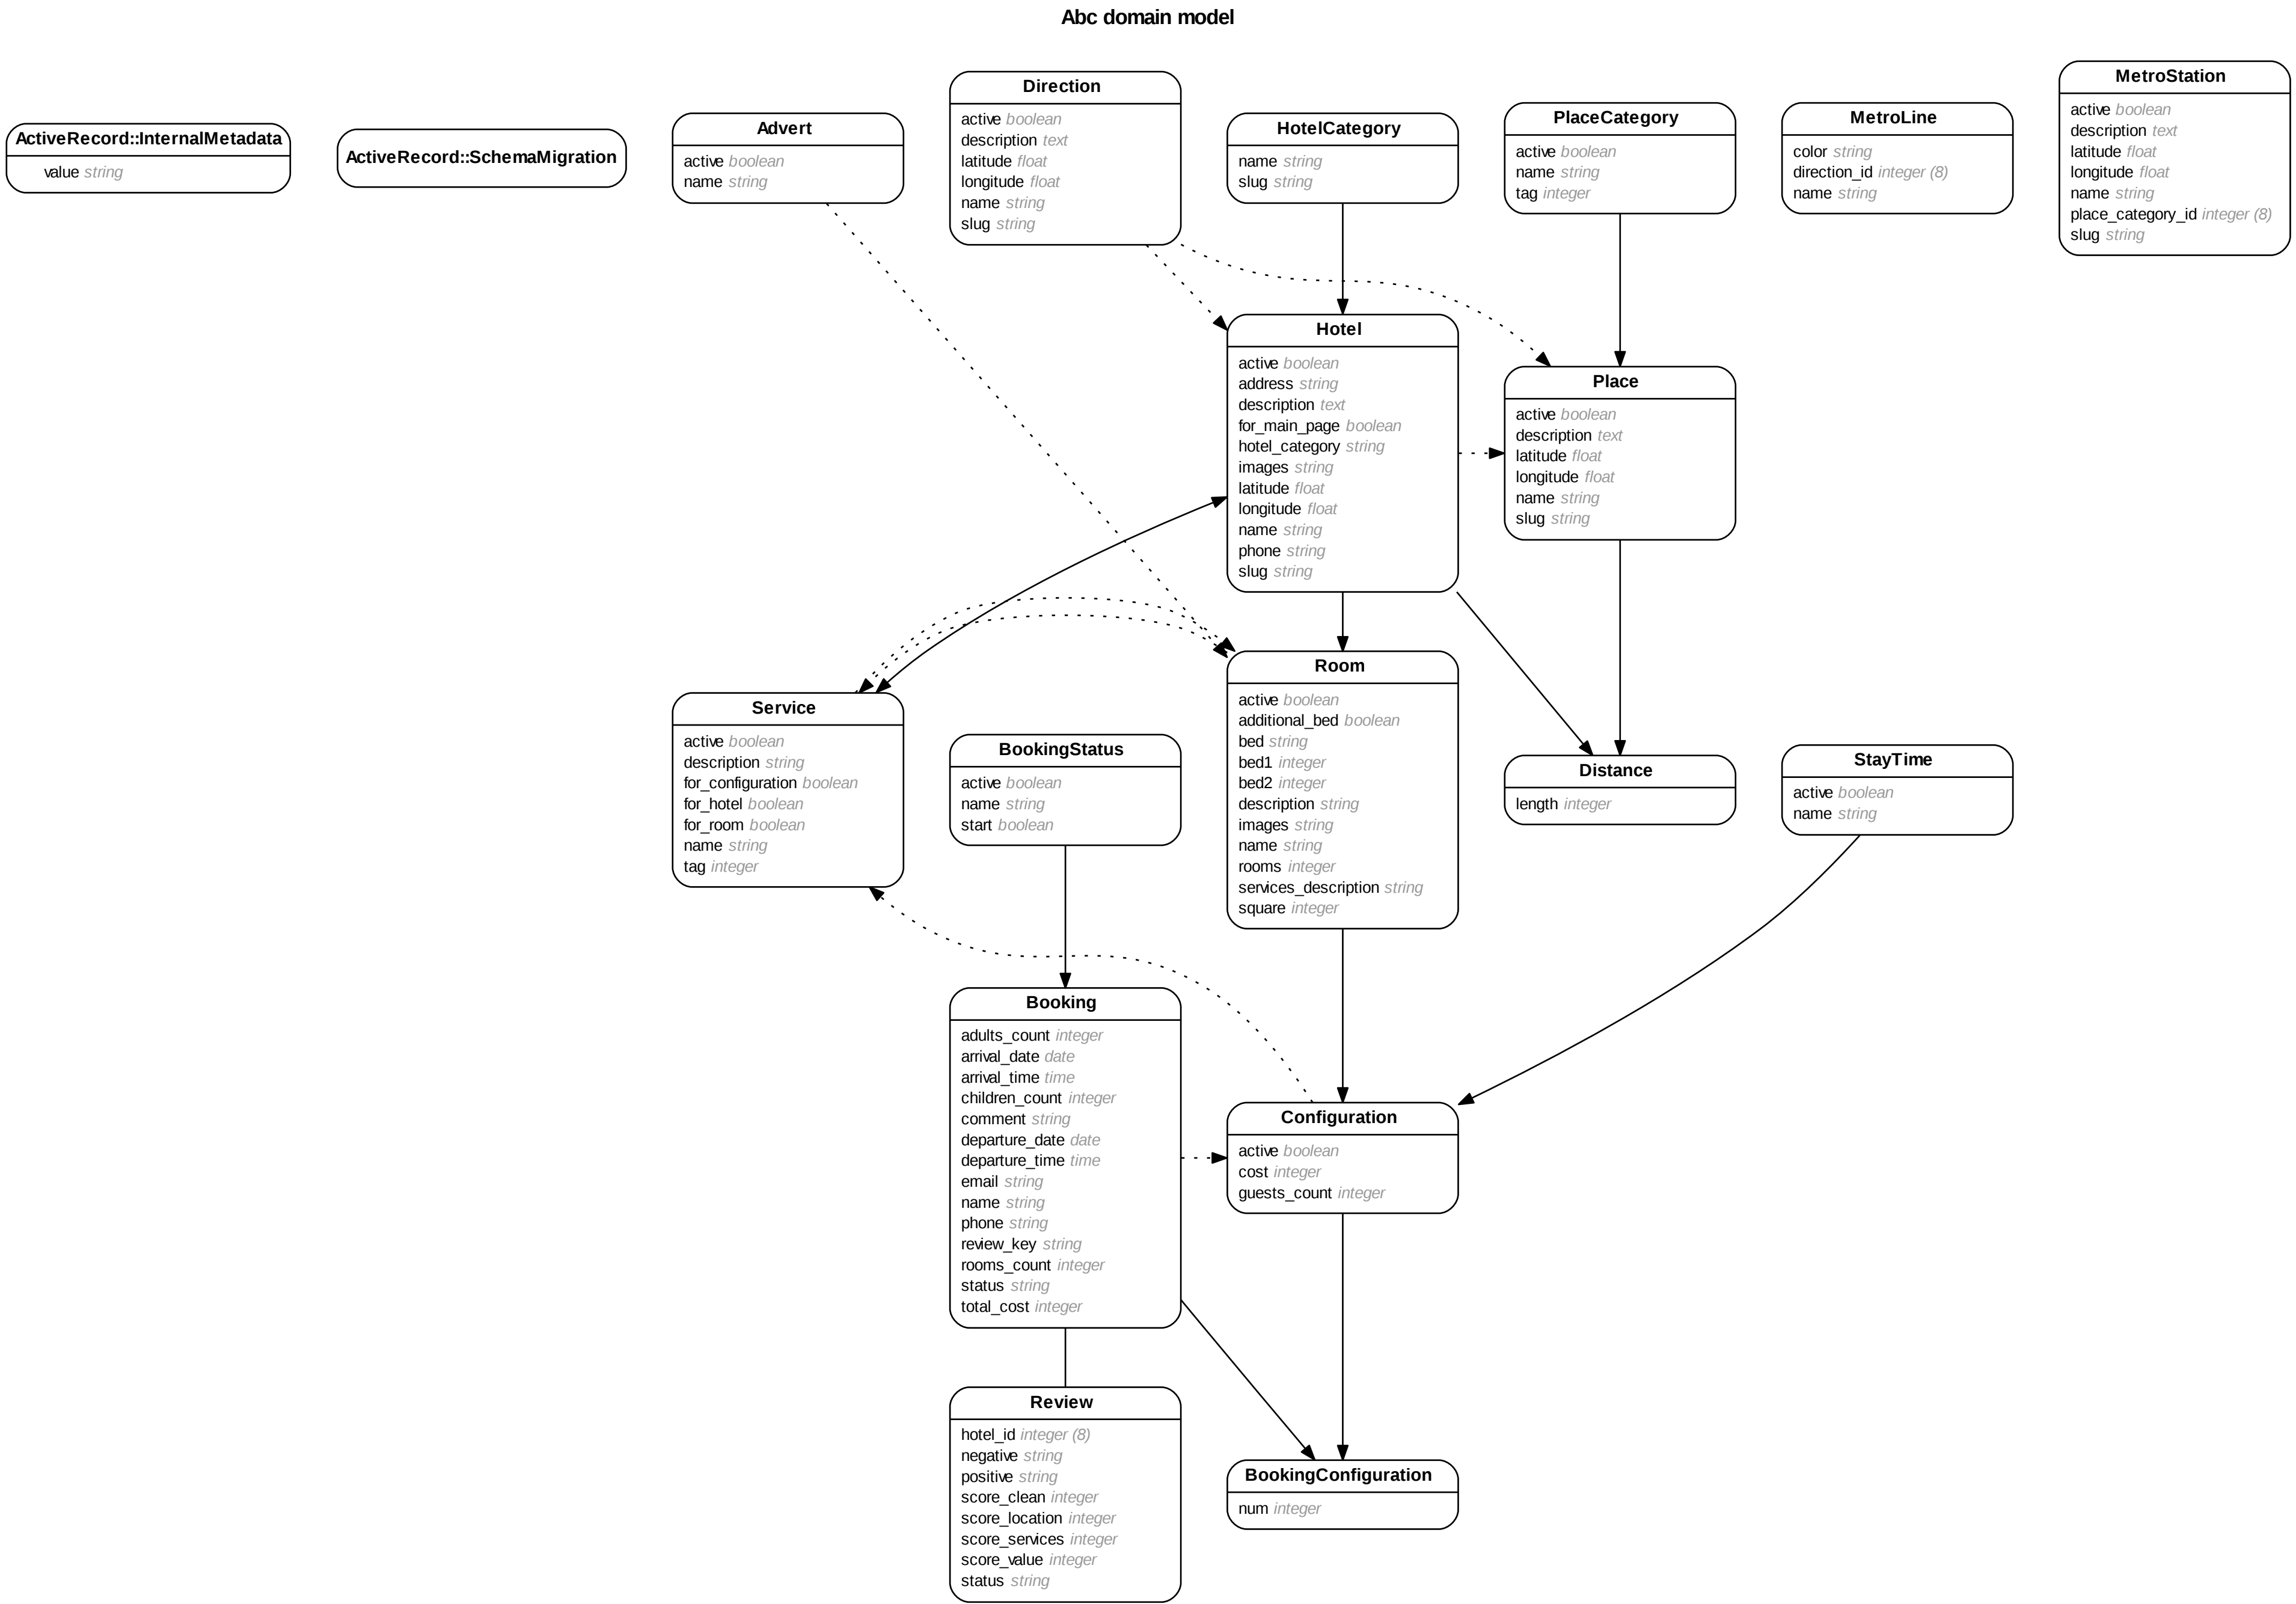 Abc domain model
ActiveRecord::InternalMetadata
value string
ActiveRecord::SchemaMigration
Advert
active boolean
name string
Direction
active boolean
description text
latitude float
longitude float
name string
slug string
HotelCategory
name string
slug string
PlaceCategory
active boolean
name string
tag integer
MetroLine
color string
direction_id integer (8)
name string
MetroStation
active boolean
description text
latitude float
longitude float
name string
place_category_id integer (8)
slug string
Hotel
active boolean
address string
description text
for_main_page boolean
hotel_category string
images string
latitude float
longitude float
name string
phone string
slug string
Place
active boolean
description text
latitude float
longitude float
name string
slug string
Service
active boolean
description string
for_configuration boolean
for_hotel boolean
for_room boolean
name string
tag integer
BookingStatus
active boolean
name string
start boolean
Room
active boolean
additional_bed boolean
bed string
bed1 integer
bed2 integer
description string
images string
name string
rooms integer
services_description string
square integer
Distance
length integer
StayTime
active boolean
name string
Booking
adults_count integer
arrival_date date
arrival_time time
children_count integer
comment string
departure_date date
departure_time time
email string
name string
phone string
review_key string
rooms_count integer
status string
total_cost integer
Configuration
active boolean
cost integer
guests_count integer
Review
hotel_id integer (8)
negative string
positive string
score_clean integer
score_location integer
score_services integer
score_value integer
status string
BookingConfiguration
num integer